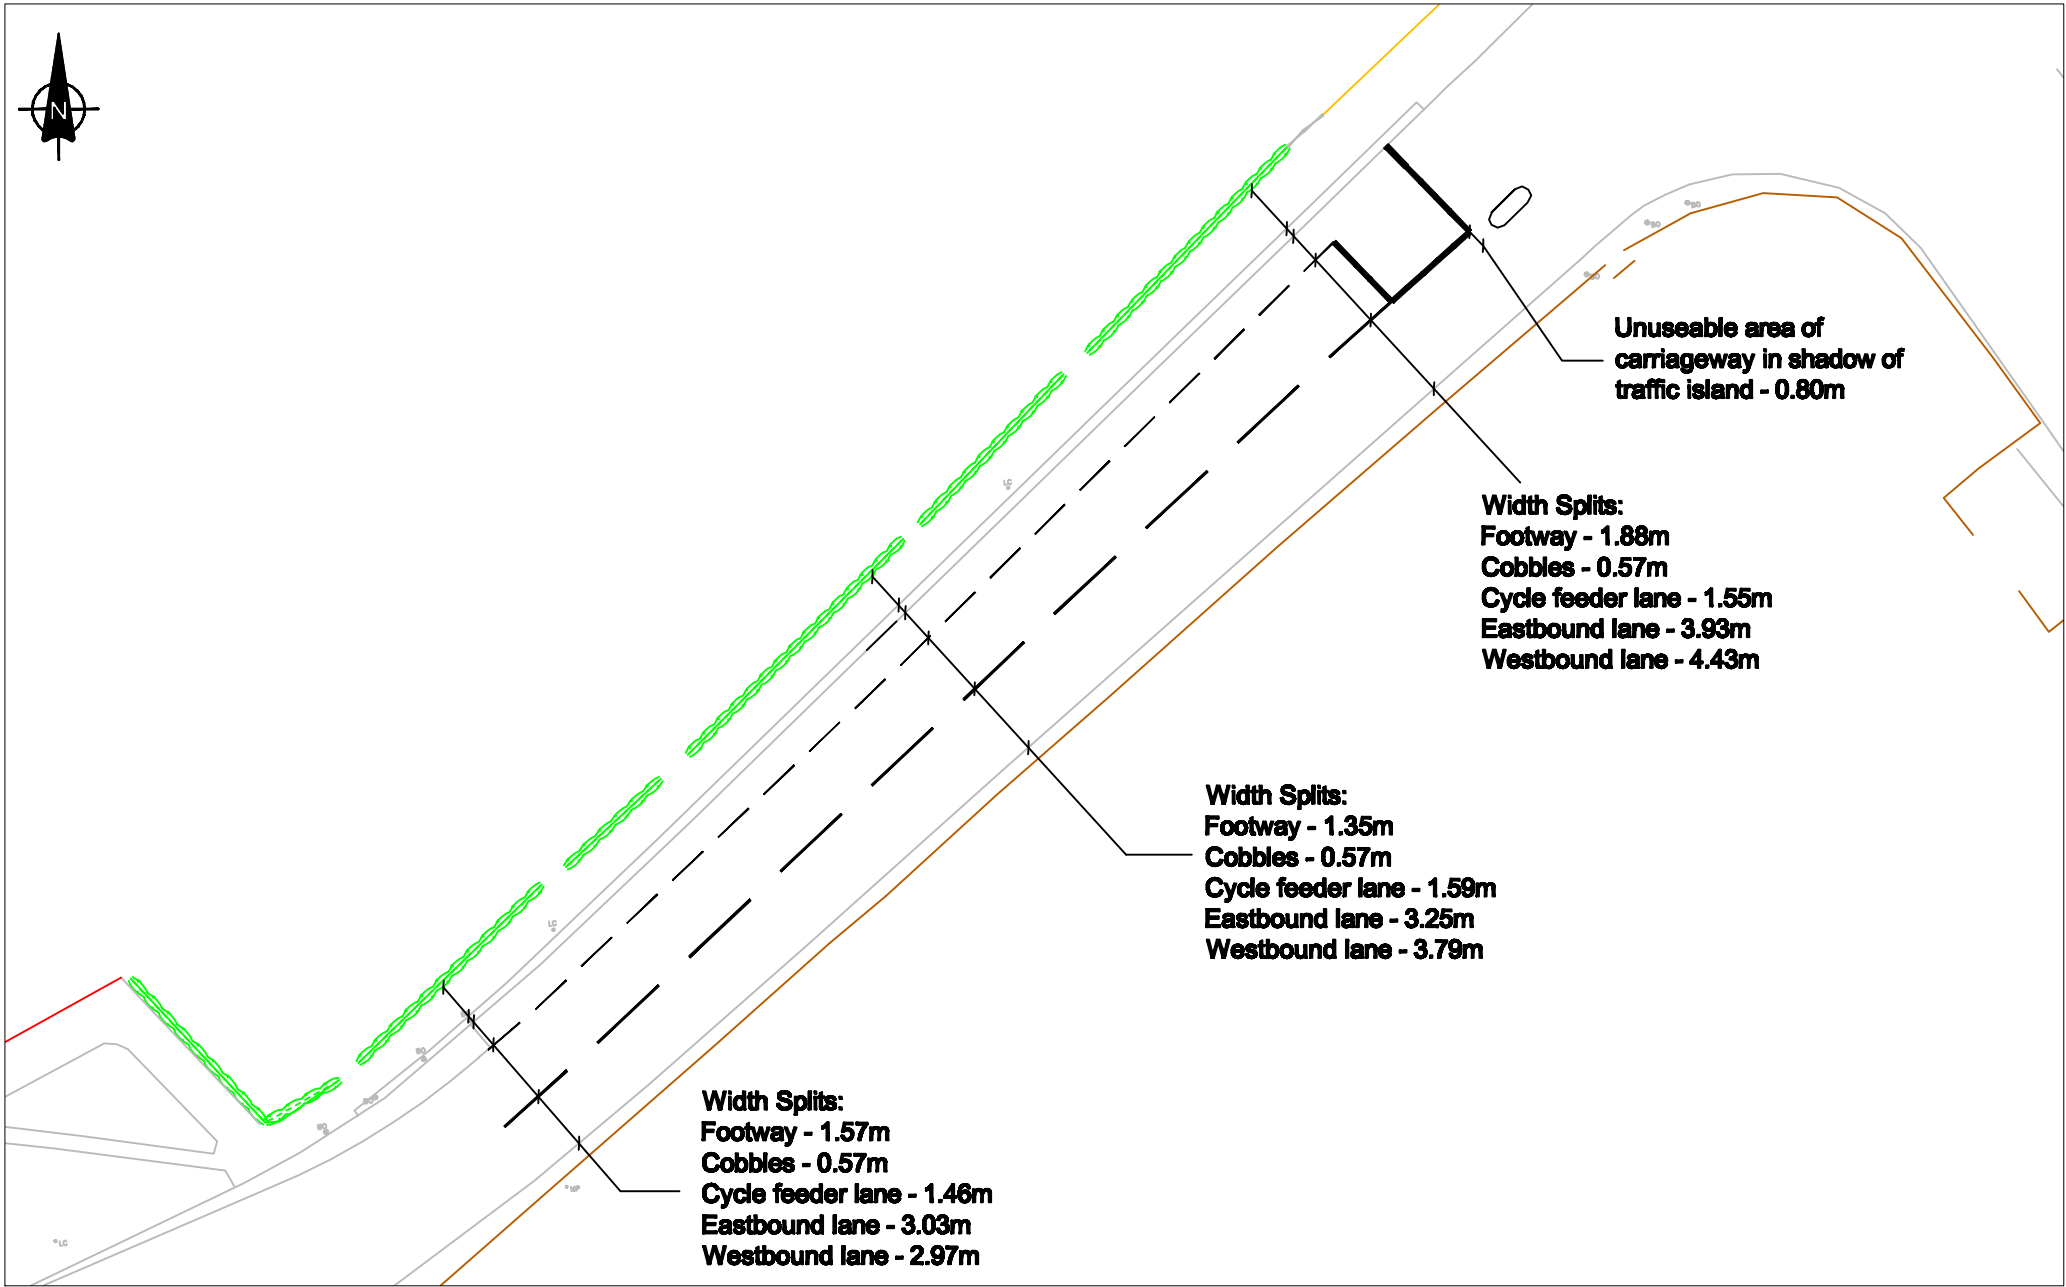 N
Unuseable area of
carriageway in shadow of
traffic island - 0.80m
Width Splits:
Footway - 1.88m
Cobbles - 0.57m
Cycle feeder lane - 1.55m
Eastbound lane - 3.93m
Westbound lane - 4.43m
Width Splits:
Footway - 1.35m
Cobbles - 0.57m
Cycle feeder lane - 1.59m
Eastbound lane - 3.25m
Westbound lane - 3.79m
Width Splits:
Footway - 1.57m
Cobbles - 0.57m
Cycle feeder lane - 1.46m
Eastbound lane - 3.03m
Westbound lane - 2.97m